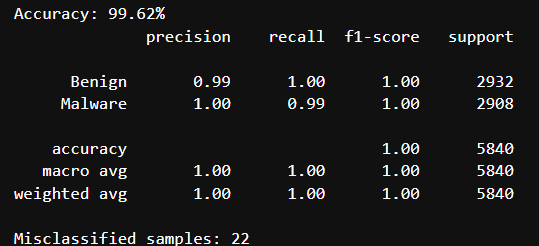 Accuracy: 99.62%
precision recall f1-score support
Benign 0.99 1.00 1.00 2932
Malware 1.00 0.99 1.00 2908
accuracy 1.00 5840
macro avg 1.00 1.00 1.00 5840
weighted avg 1.00 1.00 1.00 5840
Misclassified samples: 22